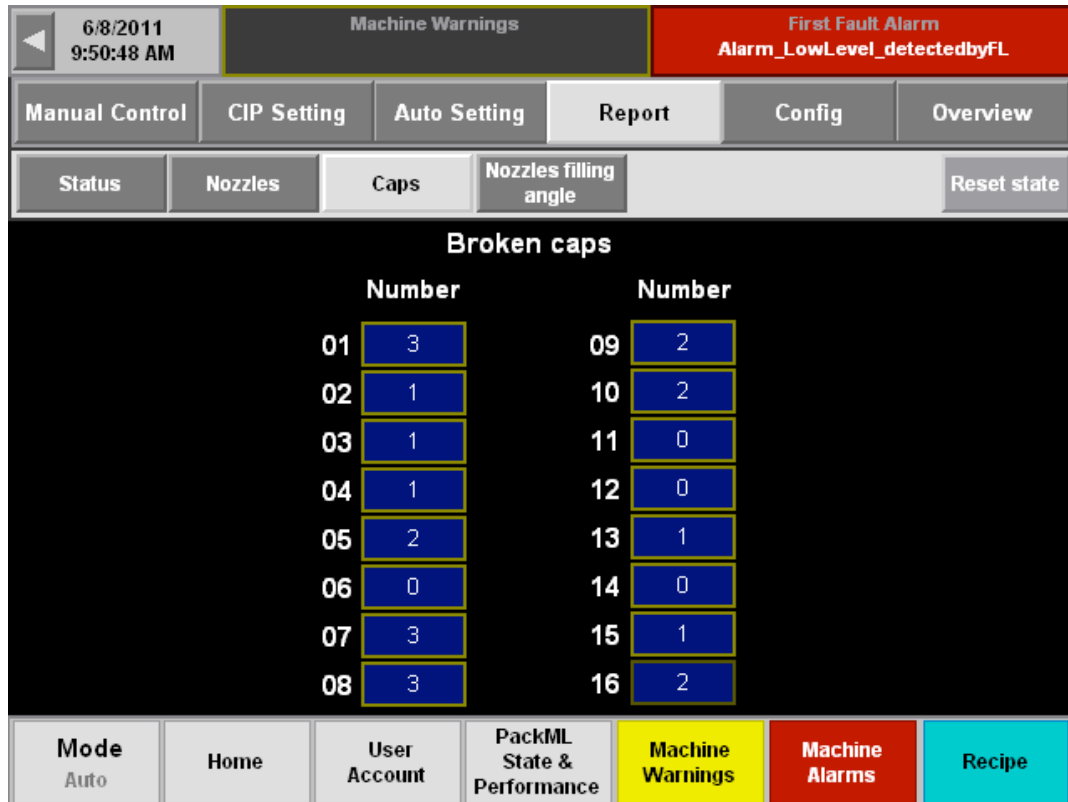 6/8/2011
9:50:48 AM
Machine Warnings
First Fault Alarm
Alarm_LowLevel_detectedbyFL
Manual Control
CIP Setting
Auto Setting
Report
Config
Overview
Status
Nozzles
Caps
Nozzles filling
angle
Reset state
Broken caps
Number Number
01 3 09 2
02 1 10 2
03 1 11 0
04 1 12 0
05 2 13 1
06 0 14 0
07 3 15 1
08 3 16 2
Mode
Auto
Home
User
Account
PackML
State &
Performance
Machine
Warnings
Machine
Alarms
Recipe